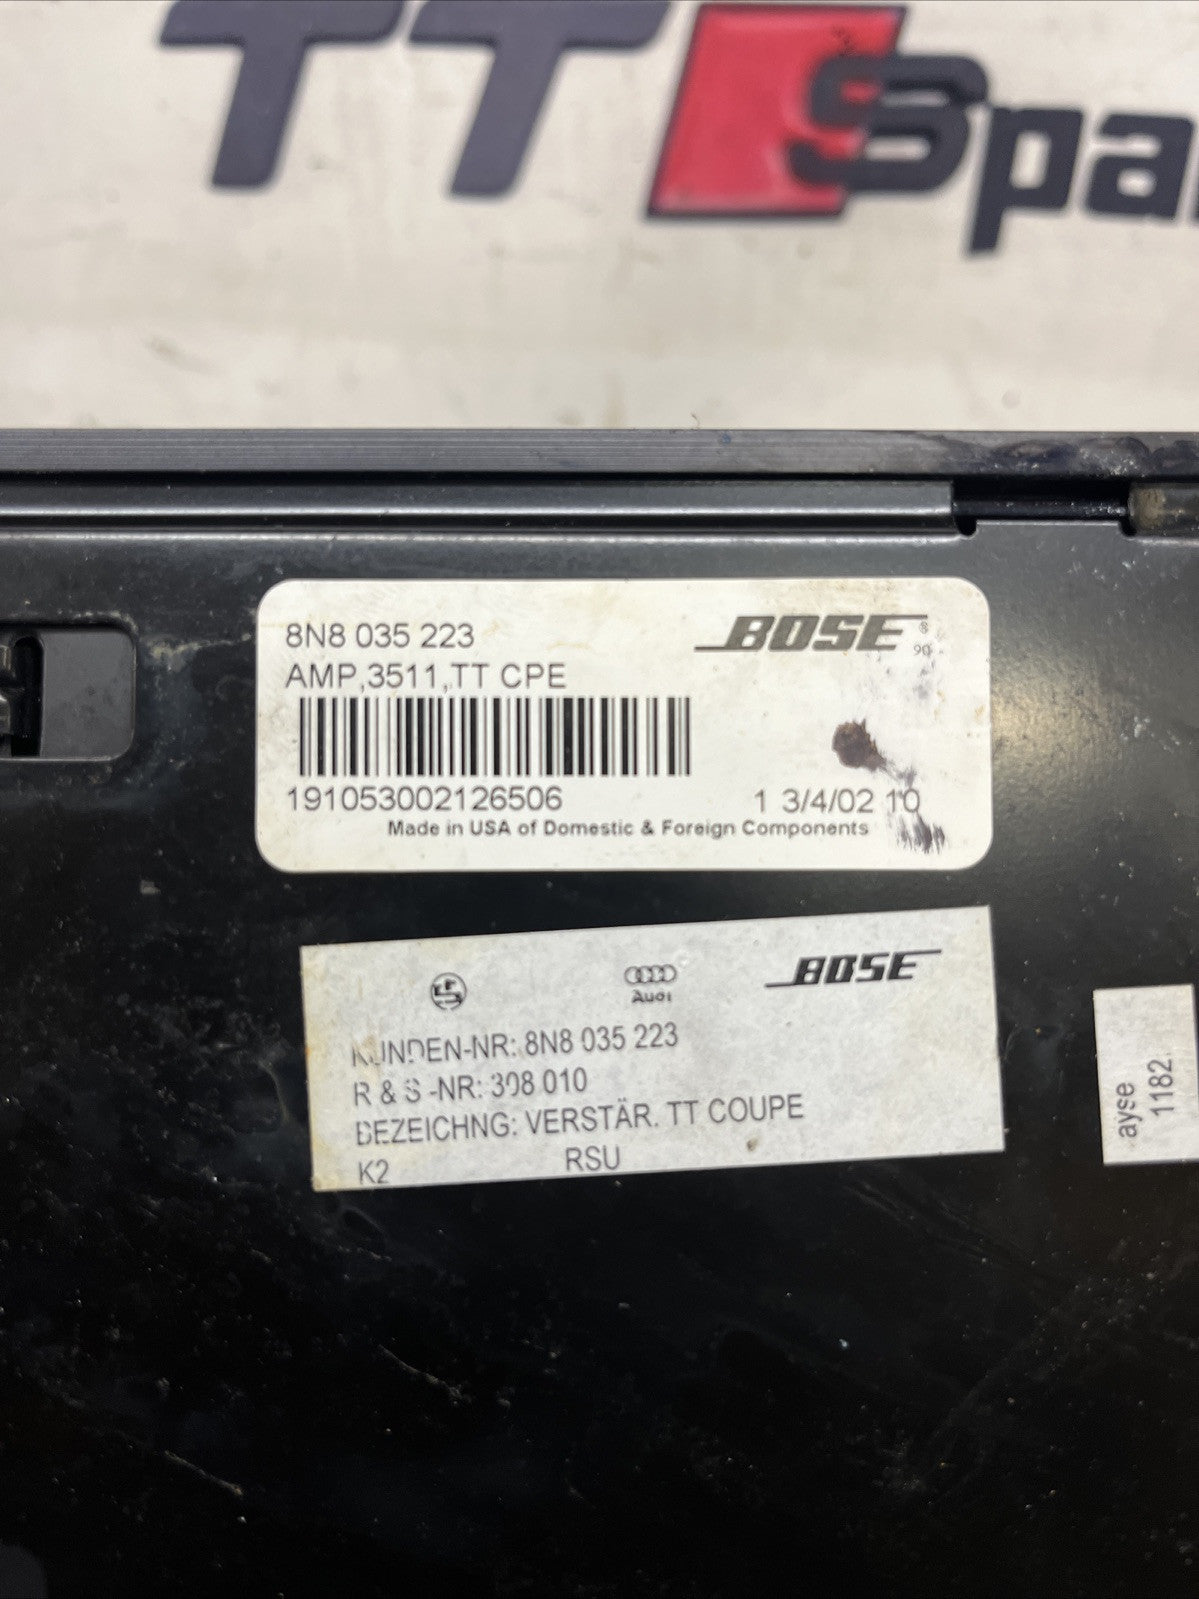 TT Spa
8N8 035 223
BOSE
AMP,3511,TT CPE
191053002126506
1 3/4/02 10
Made in USA of Domestic & Foreign Components
Audi
BOSE
KUNDEN-NR: 8N8 035 223
R & S -NR: 308 010
BEZEICHNG: VERSTÄR. TT COUPE
K2 RSU
ayse
1182